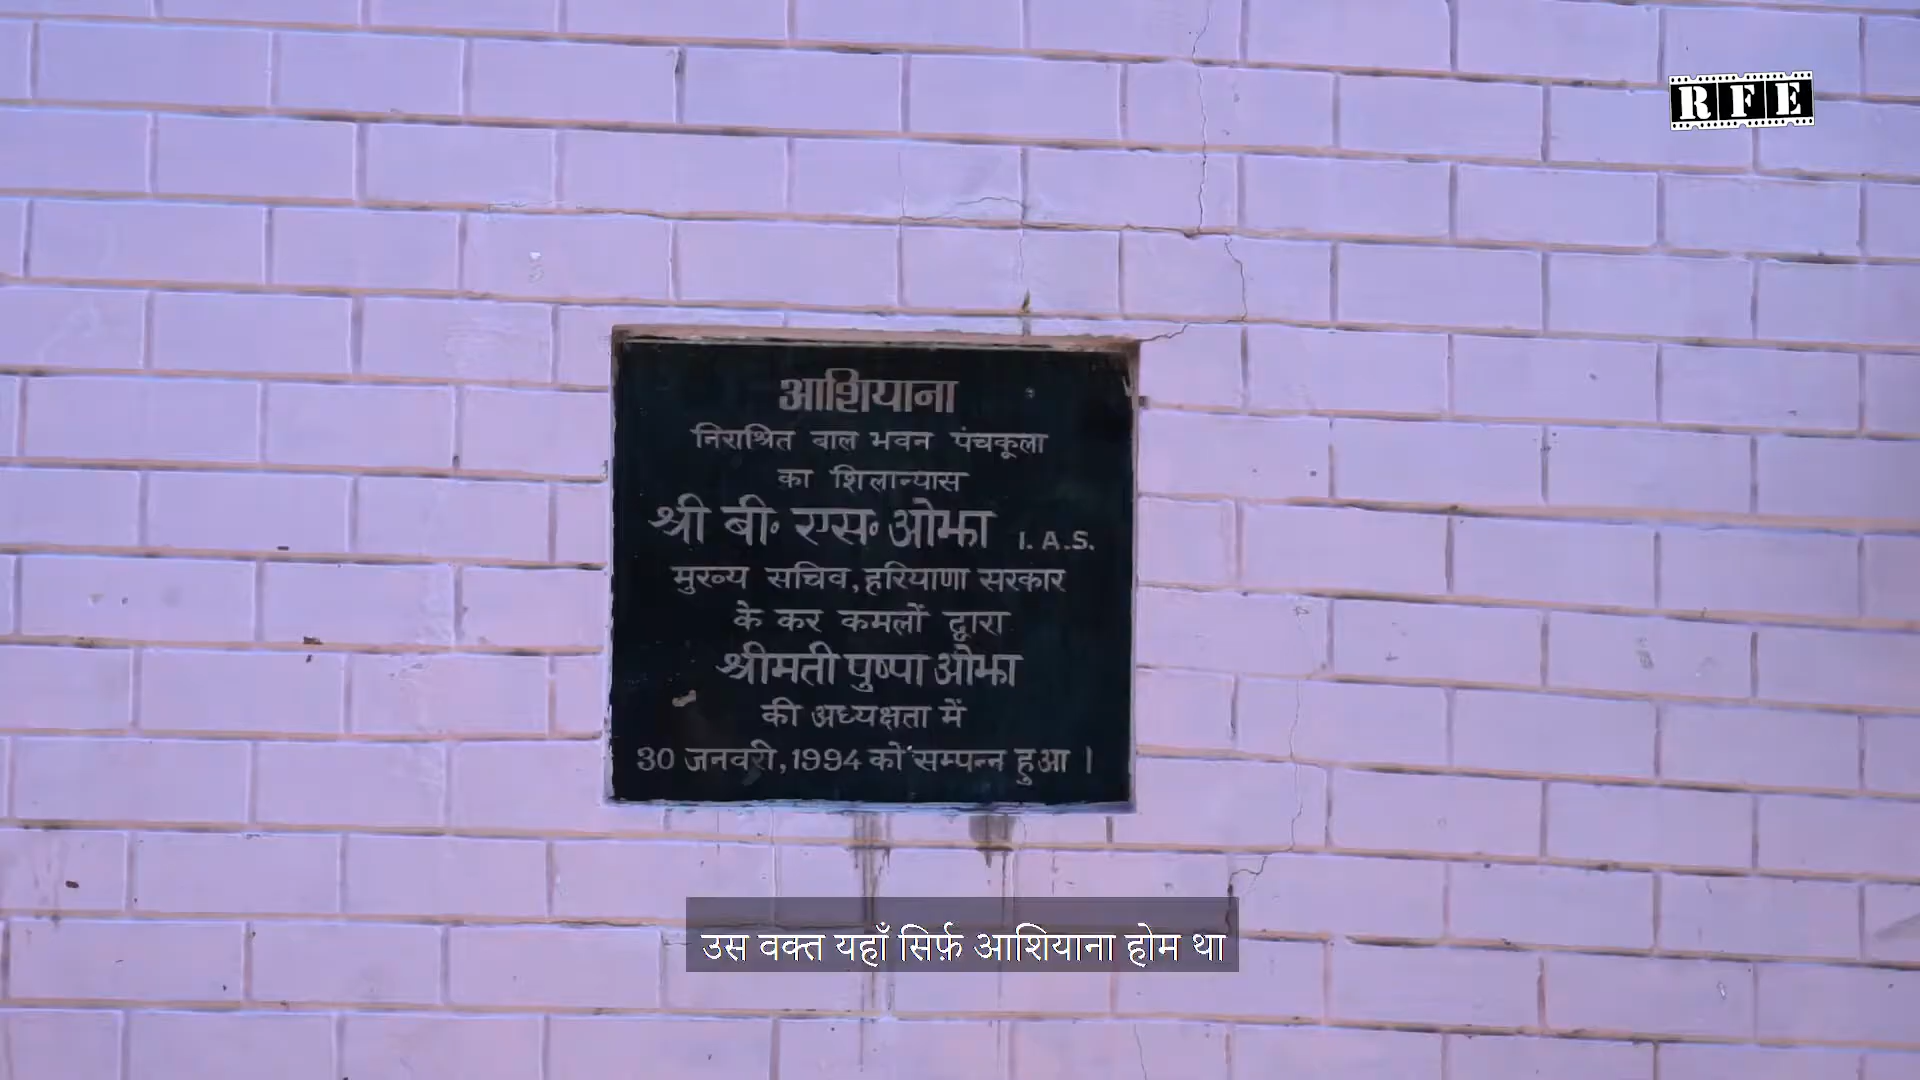 RFE
आशियाना
निराश्रित बाल भवन पंचकूला
का शिलान्यास
श्री बी॰ एस॰ ओझा I. A.S.
मुख्य सचिव, हरियाणा सरकार
के कर कमलों द्वारा
श्रीमती पुष्पा ओझा
की अध्यक्षता में
30 जनवरी, 1994 को सम्पन्न हुआ ।
उस वक्त यहाँ सिर्फ़ आशियाना होम था